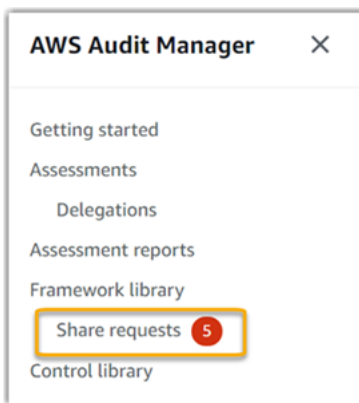 AWS Audit Manager
Getting started
Assessments
Delegations
Assessment reports
Framework library
Share requests 5
Control library